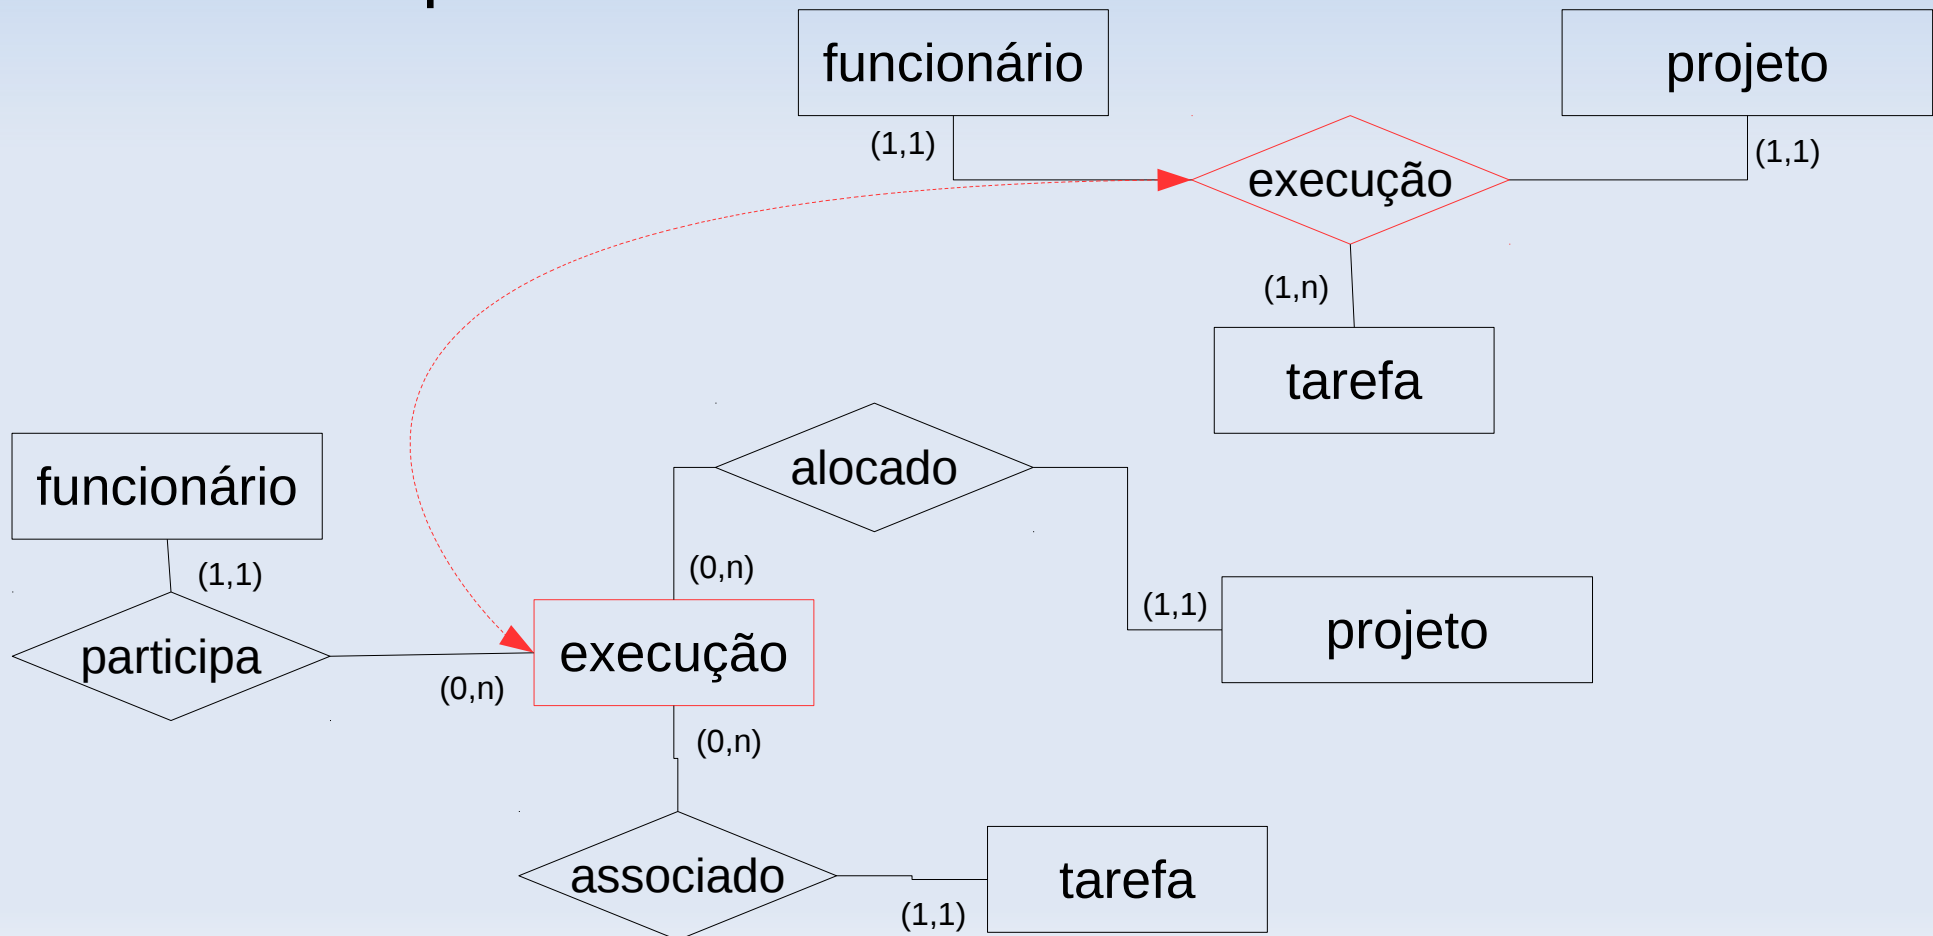 funcionário
projeto
(1,1)
execução
(1,1)
(1,n)
tarefa
alocado
funcionário
(1,1)
(0,n)
(1,1)
projeto
participa
execução
(0,n)
(0,n)
associado
tarefa
(1,1)